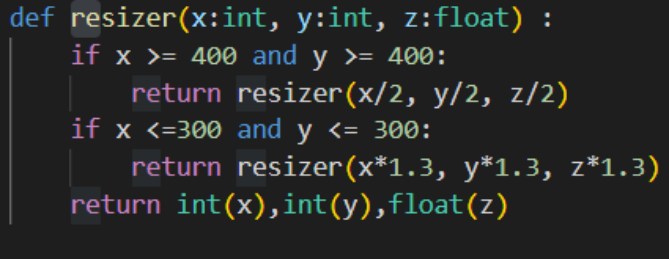 def resizer(x:int, y:int, z:float) :
    if x >= 400 and y >= 400:
        return resizer(x/2, y/2, z/2)
    if x <=300 and y <= 300:
        return resizer(x*1.3, y*1.3, z*1.3)
    return int(x),int(y),float(z)